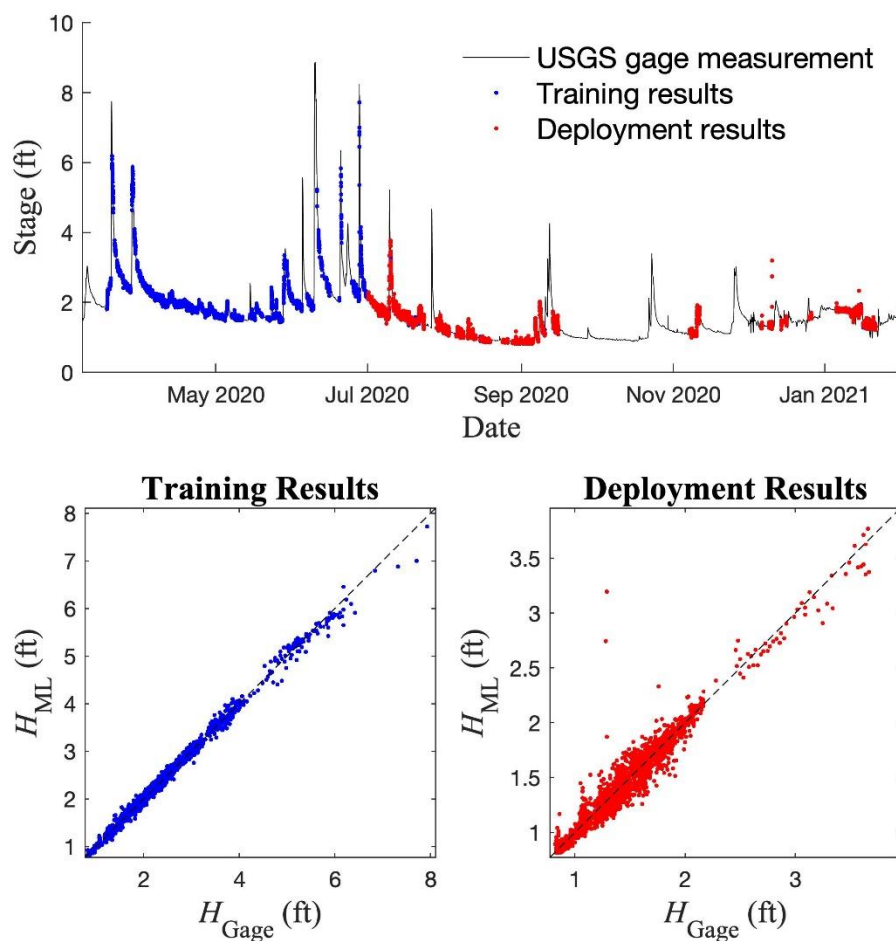 10
8
6
4
2
0
Stage (ft)
USGS gage measurement
Training results
Deployment results
May 2020
Jul 2020
Sep 2020
Nov 2020
Jan 2021
Date
Training Results
8
7
6
5
4
3
2
1
H_ML (ft)
2
4
6
8
H_Gage (ft)
Deployment Results
3.5
3
2.5
2
1.5
1
H_ML (ft)
1
2
3
H_Gage (ft)